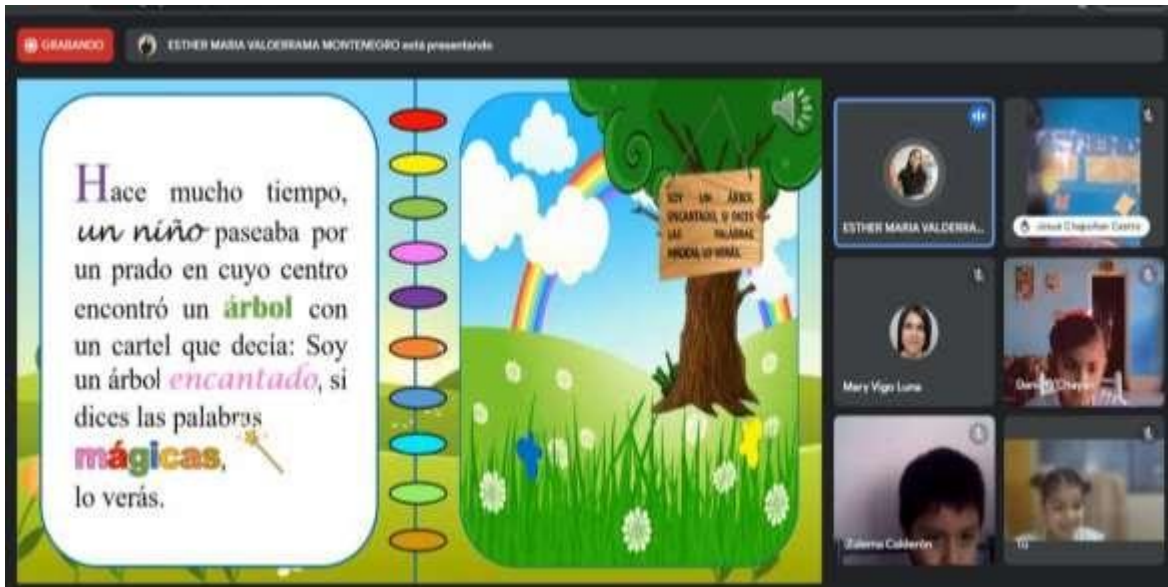 GRABANDO
ESTHER MARIA VALDERRAMA MONTENEGRO está presentando
Hace mucho tiempo,
un niño paseaba por
un prado en cuyo centro
encontró un árbol con
un cartel que decía: Soy
un árbol encantado, si
dices las palabras
mágicas,
lo verás.
SOY UN ÁRBOL
ENCANTADO, SI DICES
LAS PALABRAS
MÁGICAS, LO VERÁS.
ESTHER MARIA VALDERRA...
Josue Chapoñan Castro
Mary Vigo Luna
Zulema Calderón
Tú